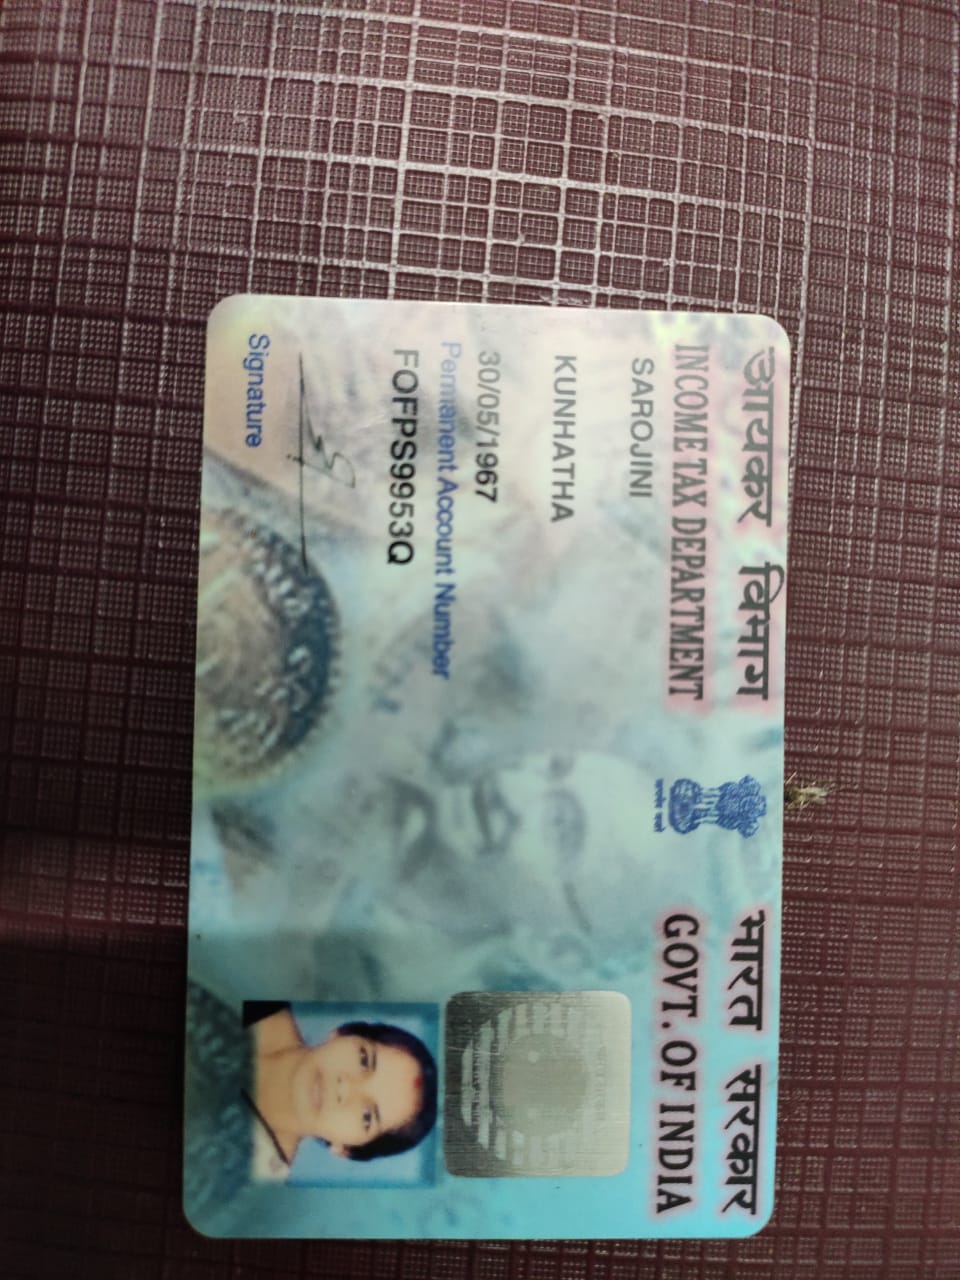 आयकर विभाग
INCOME TAX DEPARTMENT
भारत सरकार
GOVT. OF INDIA
SAROJINI
KUNHATHA
30/05/1967
Permanent Account Number
FOFPS9953Q
Signature